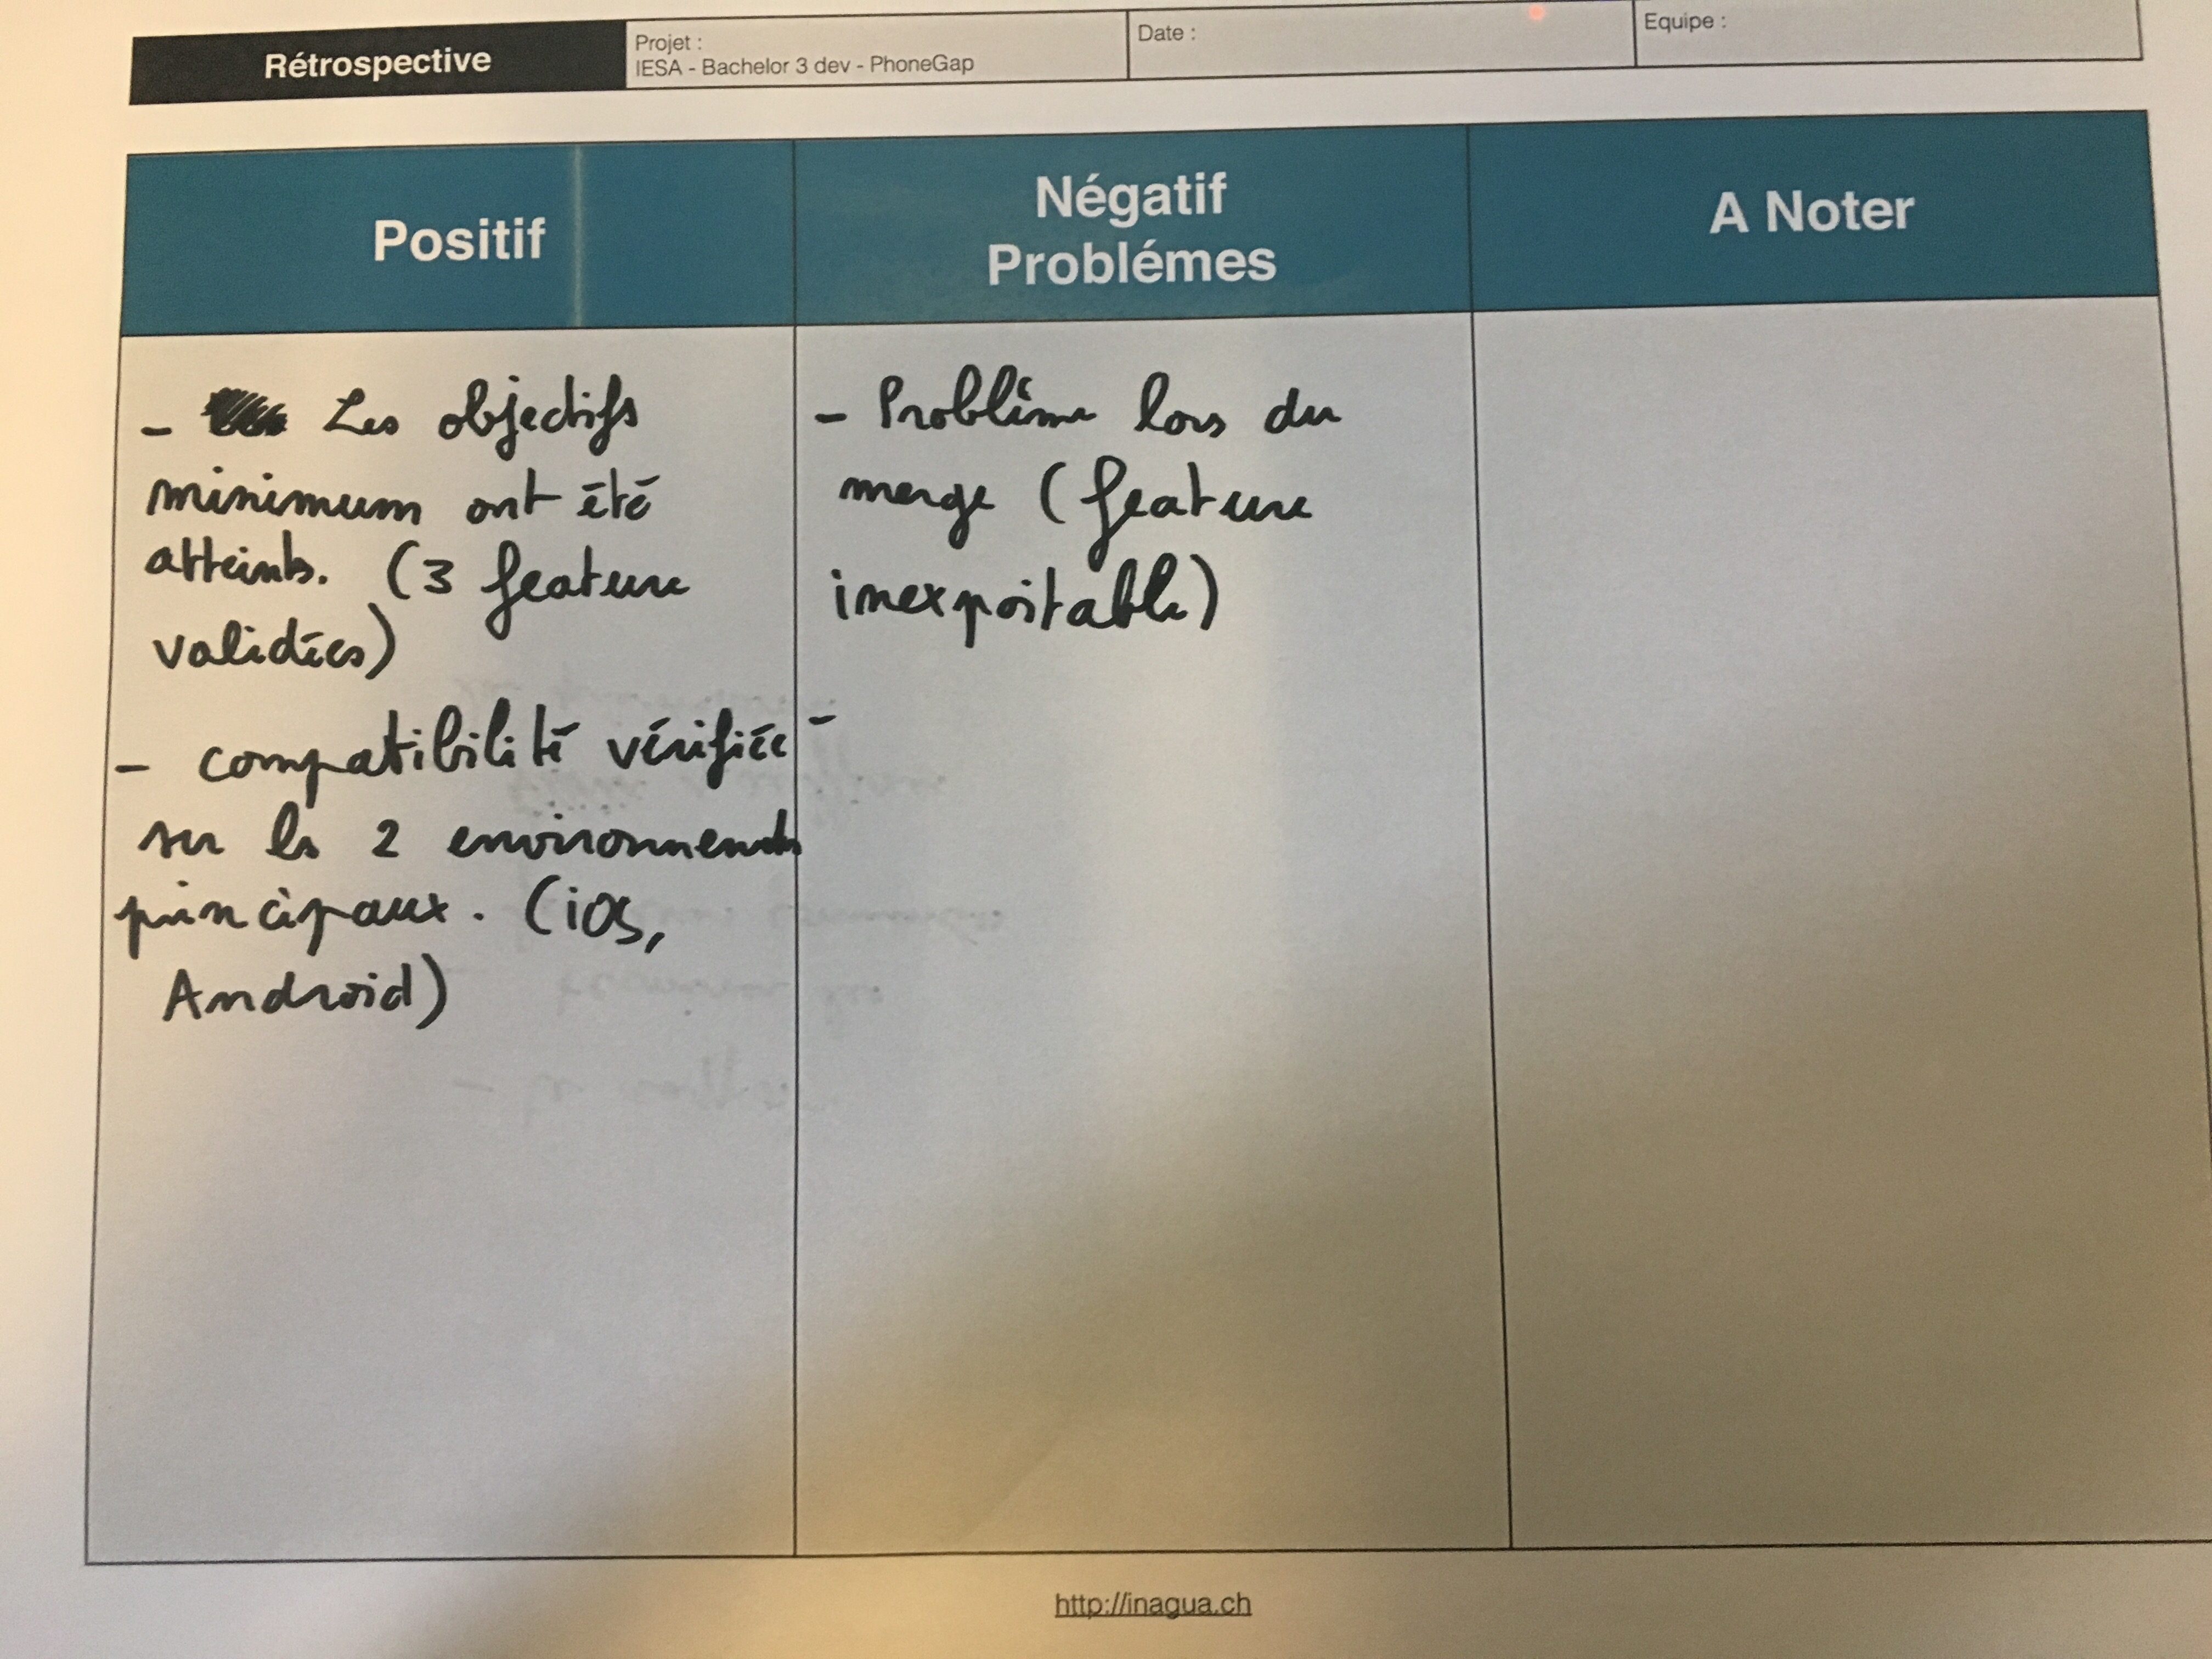 Rétrospective
Projet :
IESA - Bachelor 3 dev - PhoneGap
Date :
Equipe :
Positif
Négatif
Problémes
A Noter
- Les objectifs
minimum ont été
atteints. (3 feature
validées)
- compatibilité vérifiée
sur les 2 environnements
principaux. (iOS,
Android)
- Problème lors du
merge (feature
inexpoitable)
-
http://inagua.ch